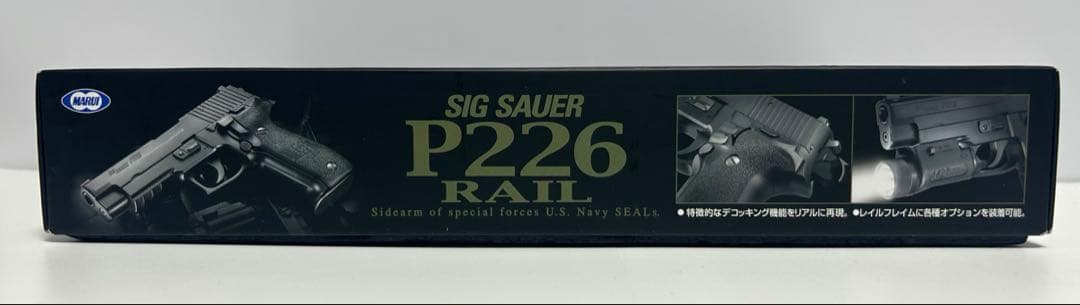 MARUI
SIG SAUER
P226
RAIL
Sidearm of special forces U.S. Navy SEALs.
●特徴的なデコッキング機能をリアルに再現。
●レイルフレイムに各種オプションを装着可能。